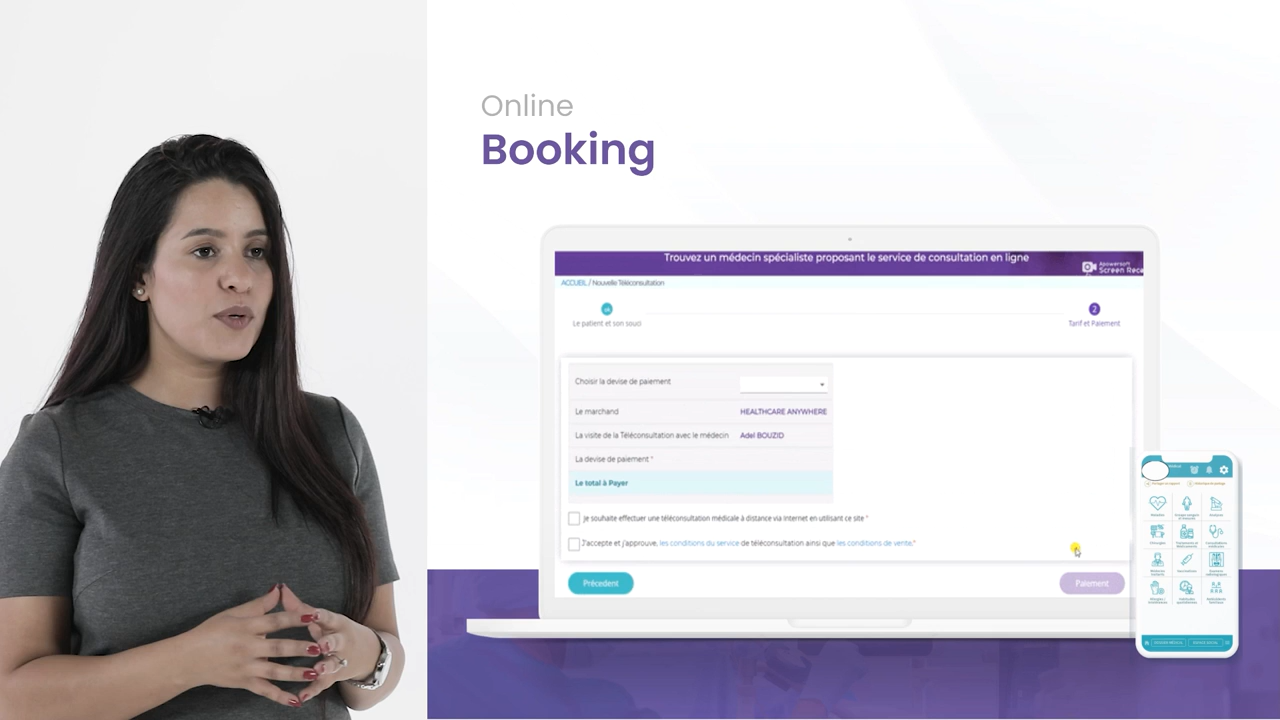 Online
Booking
Trouvez un médecin spécialiste proposant le service de consultation en ligne
Apowersoft
Screen Reco
ACCUEIL / Nouvelle Téléconsultation
Le patient et son souci
2
Tarif et Paiement
Choisir la devise de paiement
Le marchand HEALTHCARE ANYWHERE
La visite de la Téléconsultation avec le médecin Adel BOUZID
La devise de paiement *
Le total à Payer
Je souhaite effectuer une téléconsultation médicale à distance via Internet en utilisant ce site *
J'accepte et j'approuve, les conditions du service de téléconsultation ainsi que les conditions de vente.*
Précedent
Paiement